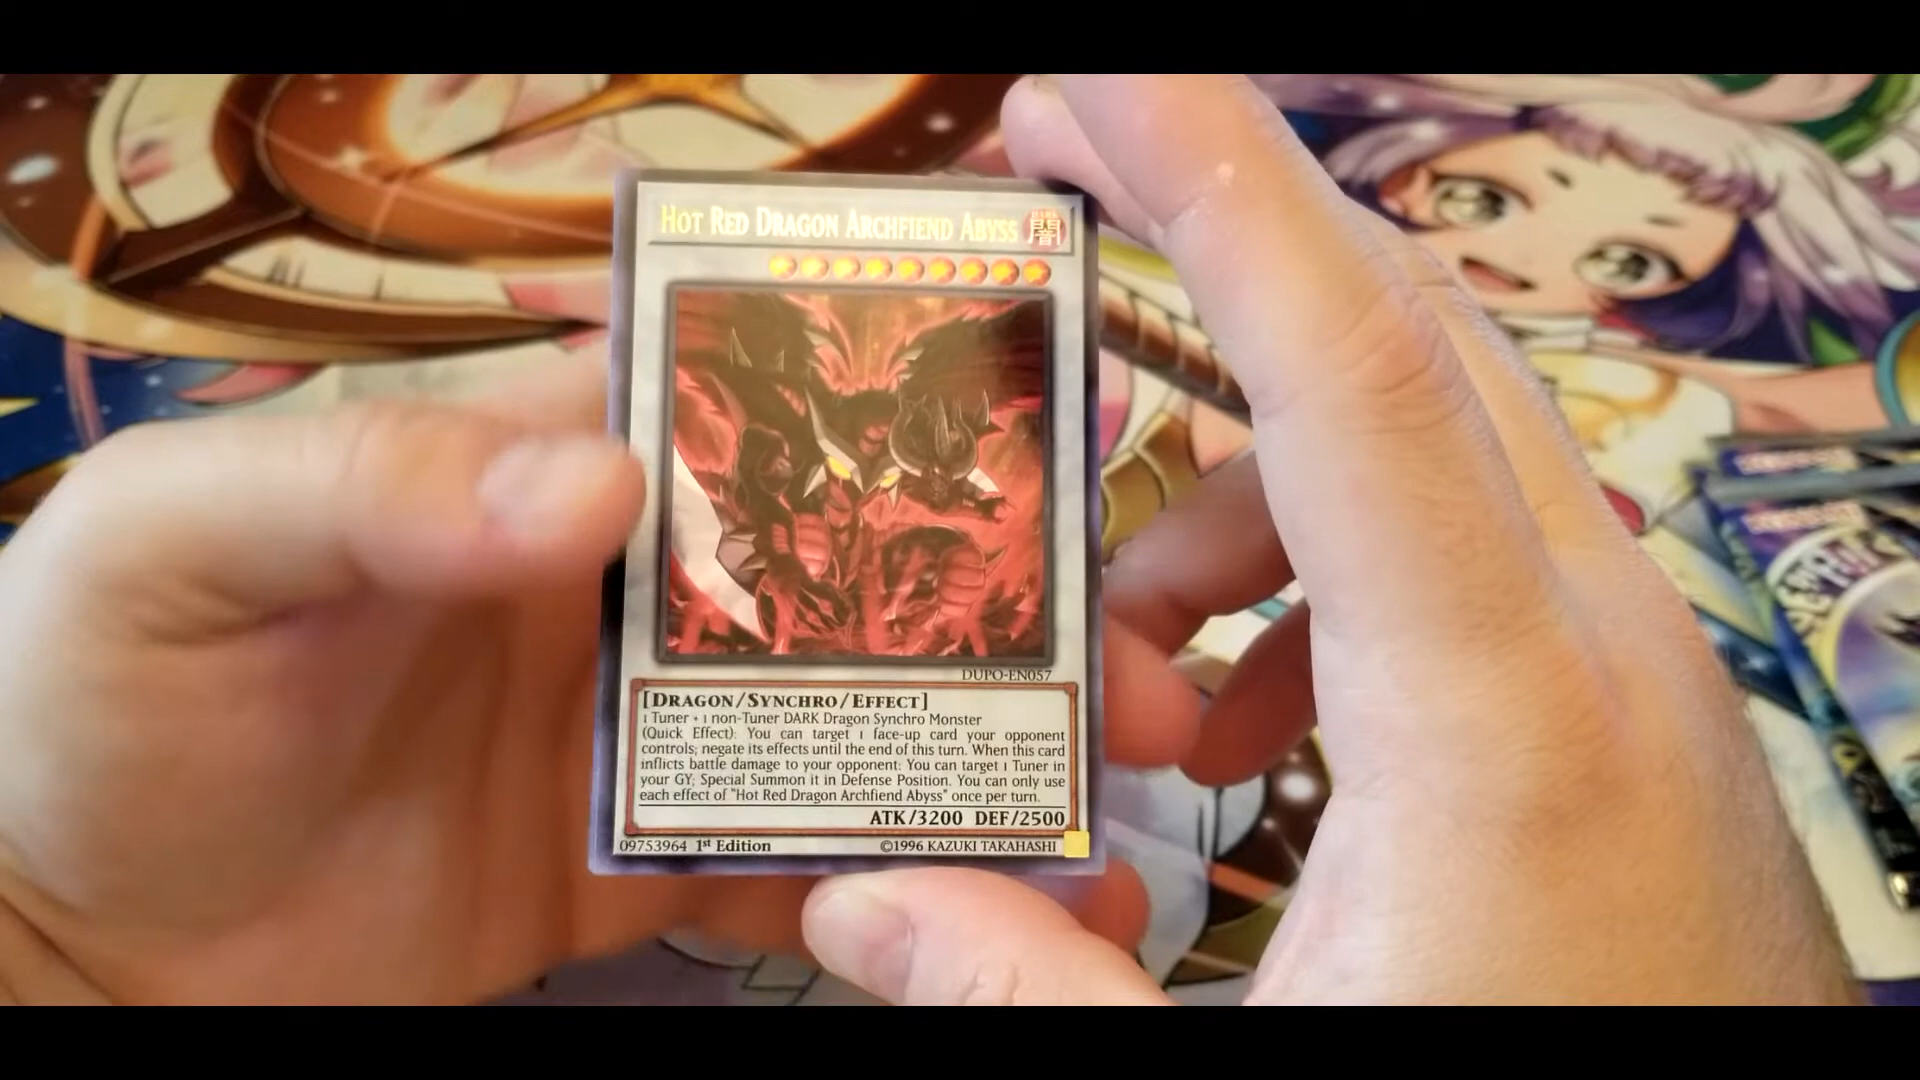 Hot Red Dragon Archfiend Abyss
闇
DUPO-EN057
[Dragon/Synchro/Effect]
1 Tuner + 1 non-Tuner DARK Dragon Synchro Monster
(Quick Effect): You can target 1 face-up card your opponent
controls; negate its effects until the end of this turn. When this card
inflicts battle damage to your opponent: You can target 1 Tuner in
your GY; Special Summon it in Defense Position. You can only use
each effect of "Hot Red Dragon Archfiend Abyss" once per turn.
ATK/3200 DEF/2500
09753964 1st Edition ©1996 KAZUKI TAKAHASHI